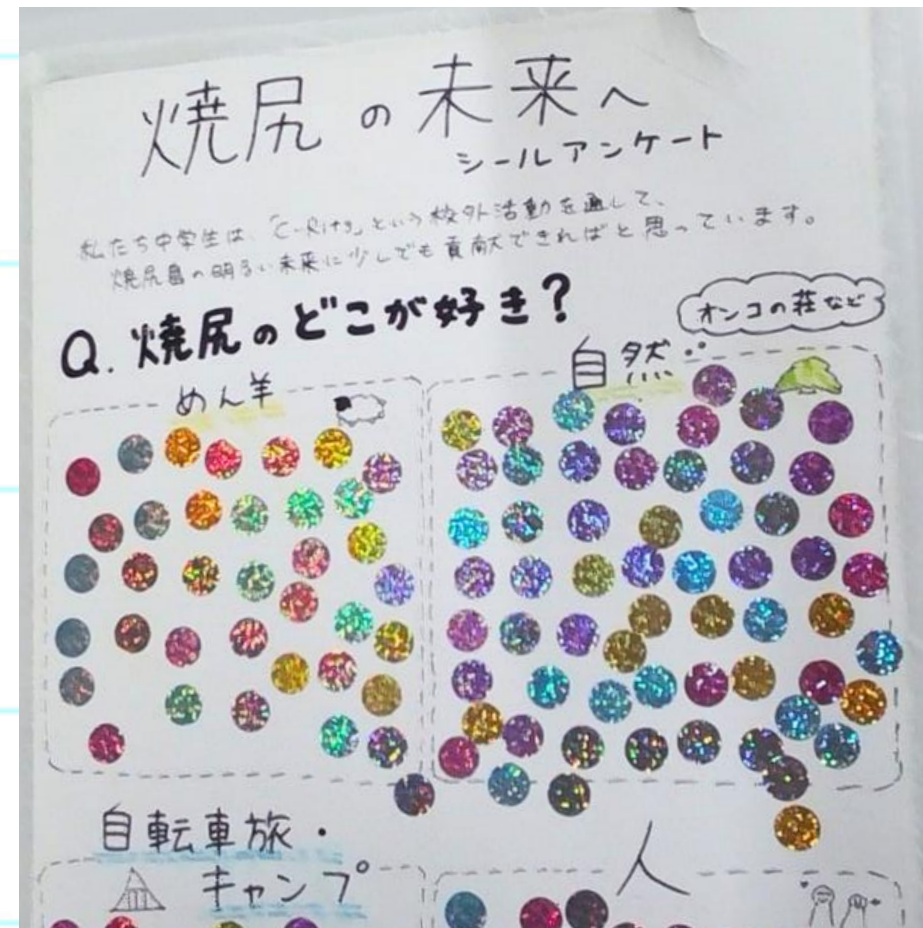 焼尻の未来へ
シールアンケート
私たち中学生は、「C-Rits」という校外活動を通して、
焼尻島の明るい未来に少しでも貢献できればと思っています。
Q. 焼尻のどこが好き?
オンコの荘など
めん羊
自然
自転車旅・
キャンプ
人